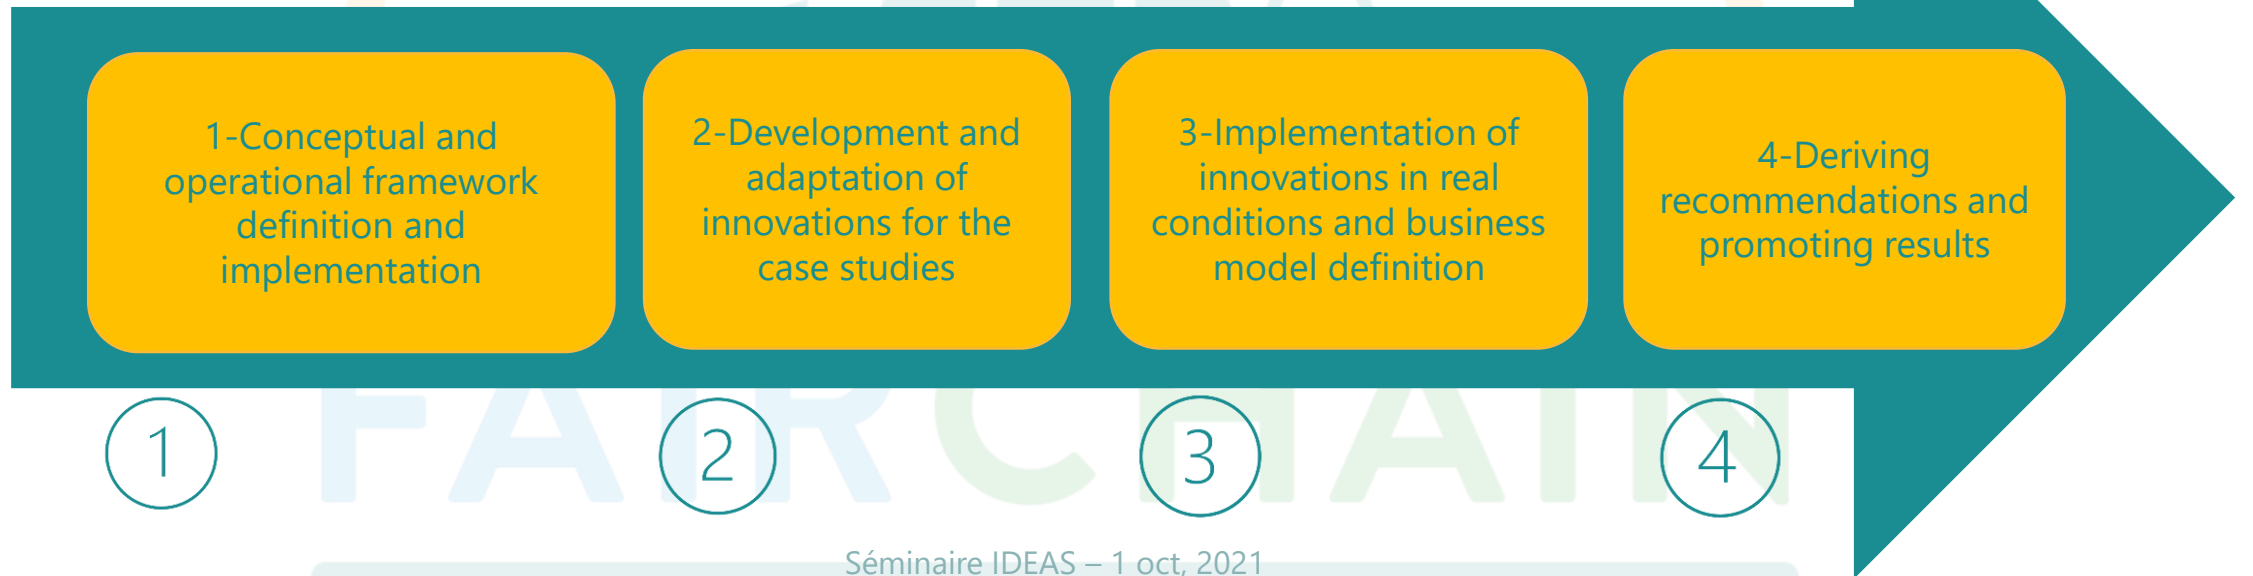 1-Conceptual and
operational framework
definition and
implementation
2-Development and
adaptation of
innovations for the
case studies
3-Implementation of
innovations in real
conditions and business
model definition
4-Deriving
recommendations and
promoting results
1
2
3
4
FAIRCHAIN
Séminaire IDEAS – 1 oct, 2021